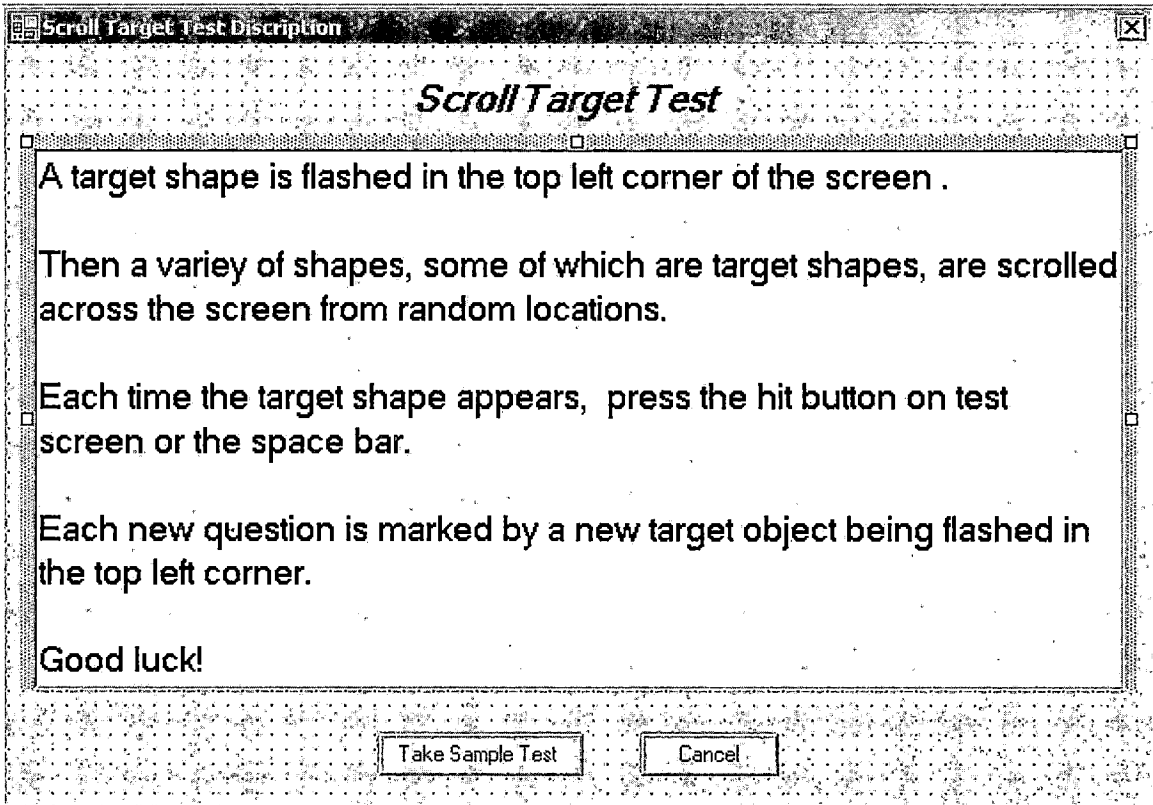 Scroll Target Test Discription
Scroll Target Test
A target shape is flashed in the top left corner of the screen .
Then a variey of shapes, some of which are target shapes, are scrolled
across the screen from random locations.
Each time the target shape appears,  press the hit button on test
screen or the space bar.
Each new question is marked by a new target object being flashed in
the top left corner.
Good luck!
Take Sample Test
Cancel